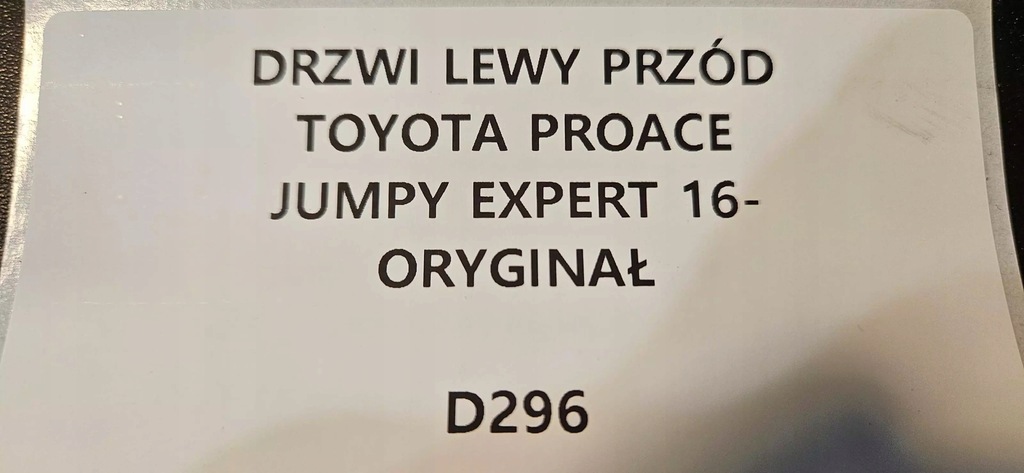 DRZWI LEWY PRZÓD
TOYOTA PROACE
JUMPY EXPERT 16-
ORYGINAŁ
D296